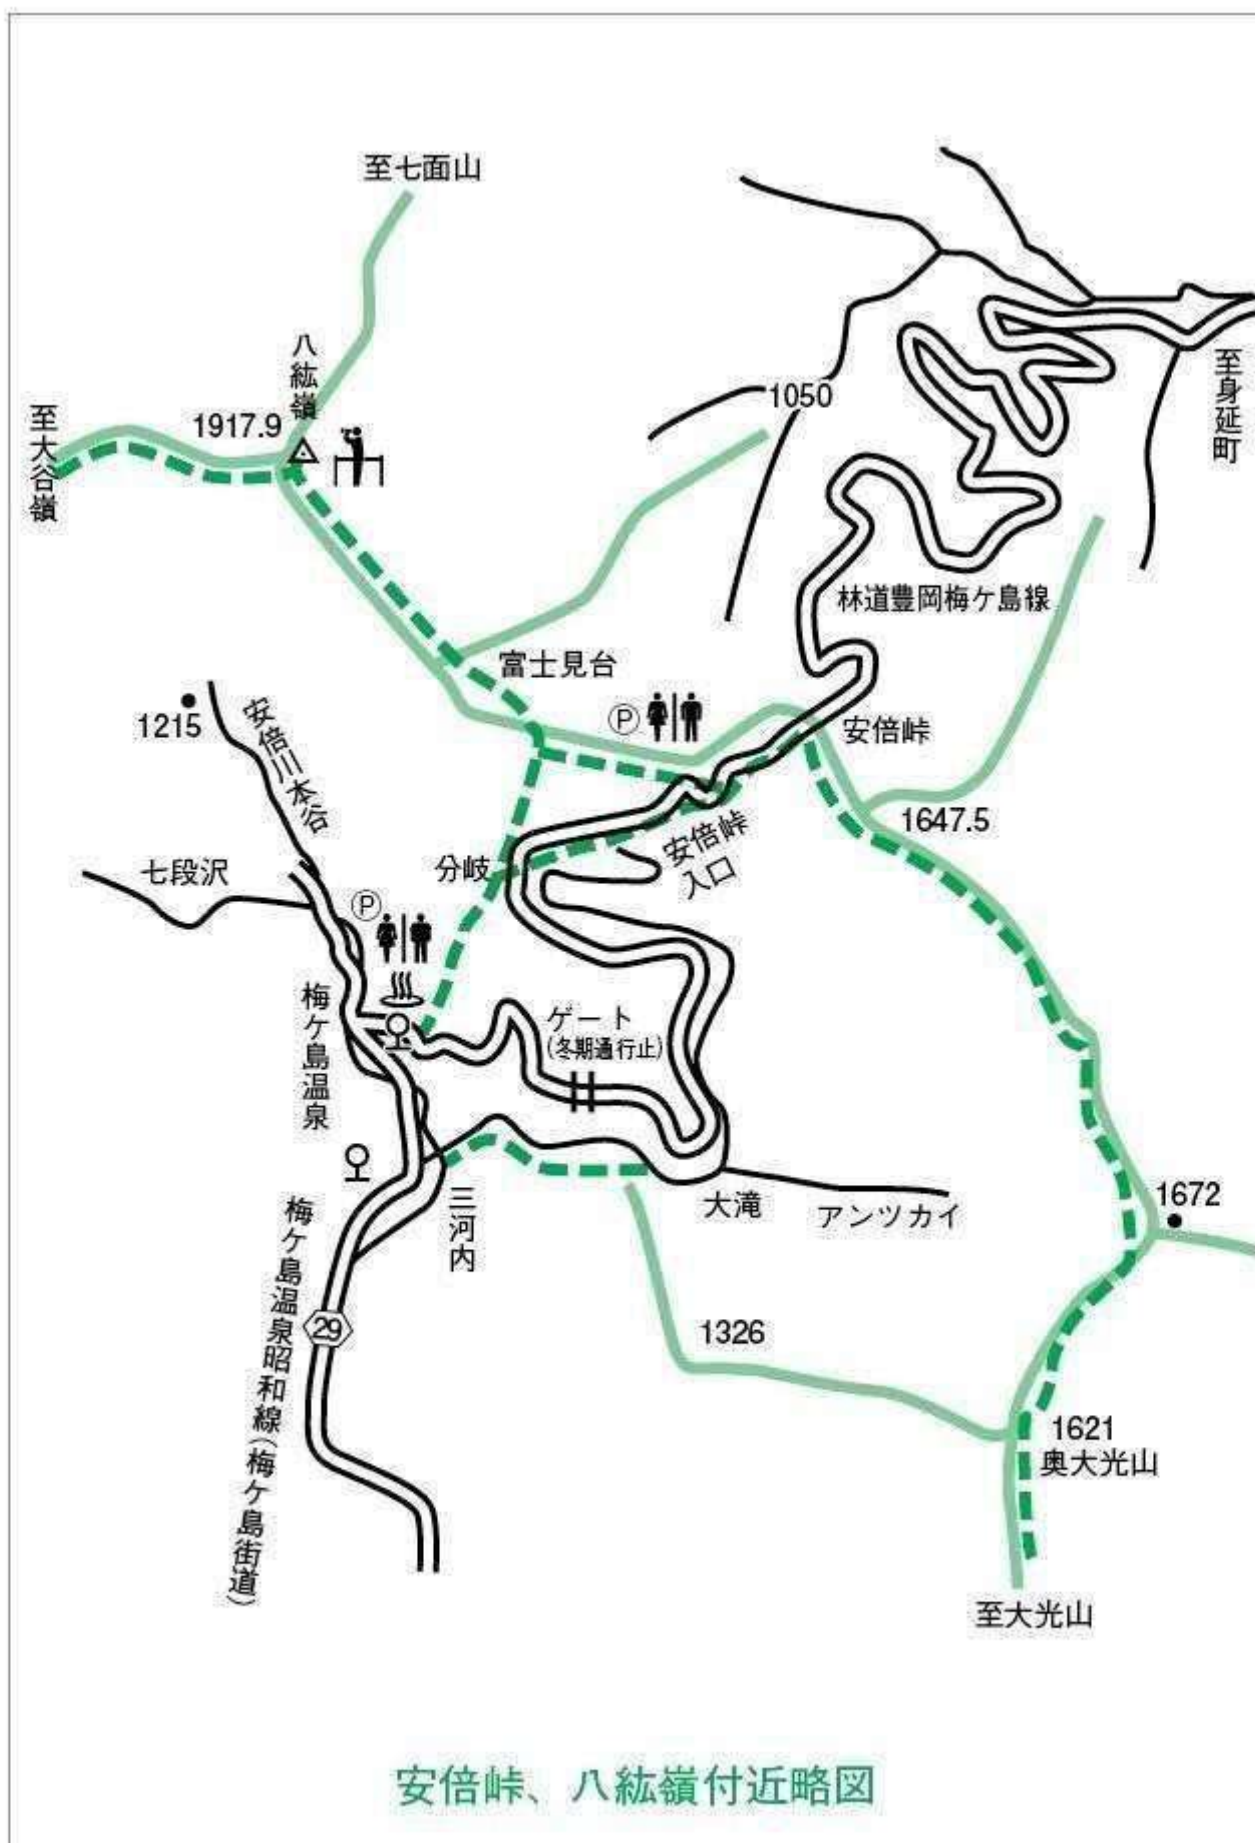 至七面山
八紘嶺
1917.9
至大谷嶺
1050
至身延町
林道豊岡梅ケ島線
富士見台
P
安倍峠
1215
安倍川本谷
1647.5
安倍峠
入口
分岐
七段沢
P
梅ケ島温泉
ゲート
(冬期通行止)
三河内
大滝
アンツカイ
1672
梅ケ島温泉昭和線(梅ケ島街道)
29
1326
1621
奥大光山
至大光山
安倍峠、八紘嶺付近略図